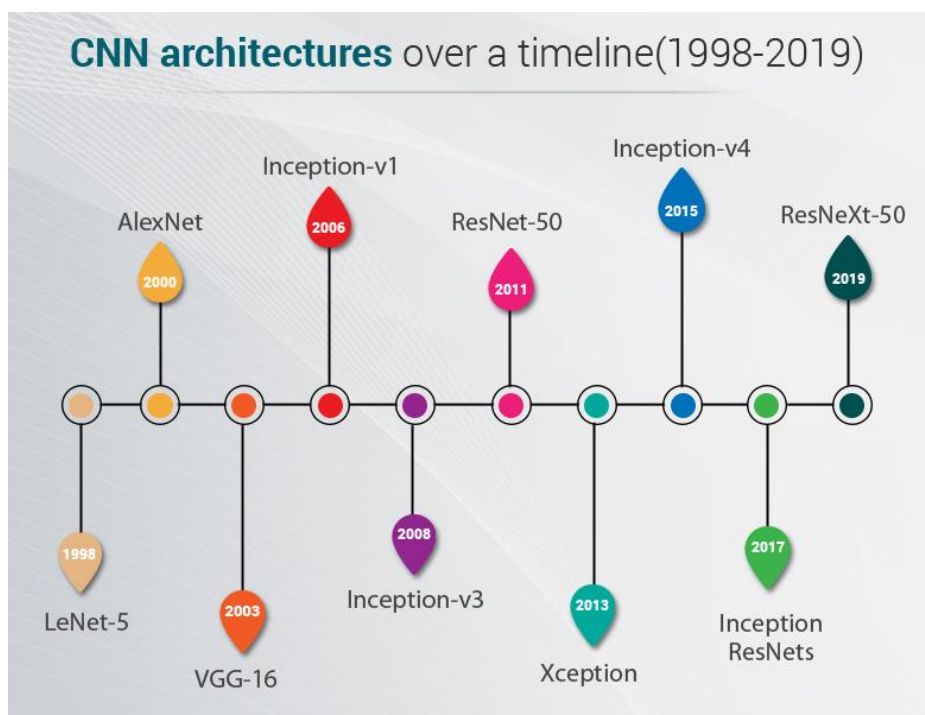 CNN architectures over a timeline(1998-2019)
Inception-v4
Inception-v1
2015
ResNeXt-50
AlexNet
2006
ResNet-50
2000
2011
2019
1998
2008
2017
LeNet-5
2003
Inception-v3
2013
Inception
ResNets
VGG-16
Xception